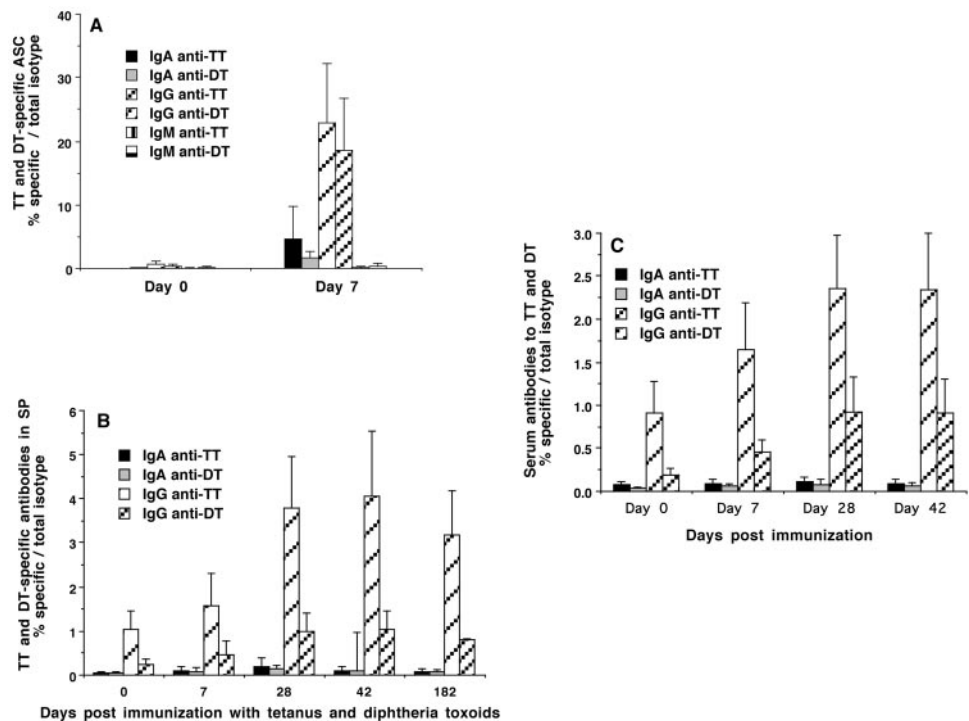 A
TT and DT-specific ASC
% specific / total isotype
40
30
20
10
0
IgA anti-TT
IgA anti-DT
IgG anti-TT
IgG anti-DT
IgM anti-TT
IgM anti-DT
Day 0
Day 7
B
TT and DT-specific antibodies in SP
% specific / total isotype
6
5
4
3
2
1
0
IgA anti-TT
IgA anti-DT
IgG anti-TT
IgG anti-DT
0
7
28
42
182
Days post immunization with tetanus and diphtheria toxoids
C
Serum antibodies to TT and DT
% specific / total isotype
3.0
2.5
2.0
1.5
1.0
0.5
0.0
IgA anti-TT
IgA anti-DT
IgG anti-TT
IgG anti-DT
Day 0
Day 7
Day 28
Day 42
Days post immunization